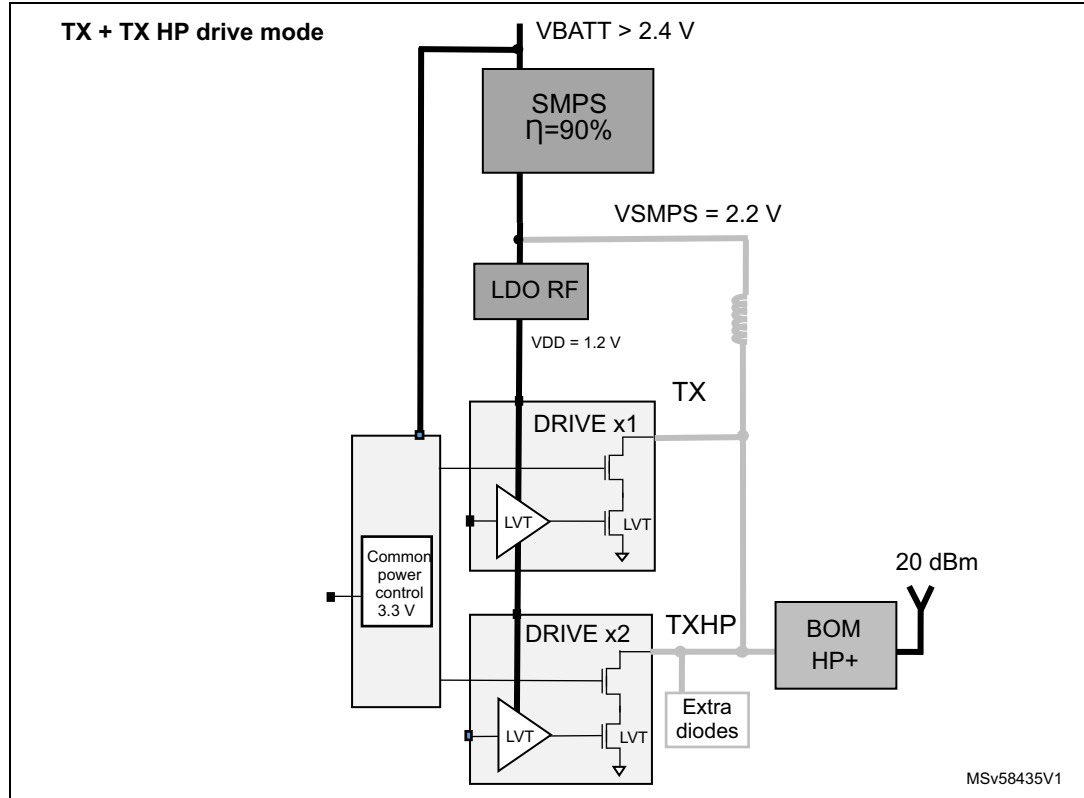 TX + TX HP drive mode
VBATT > 2.4 V
SMPS
Ƞ=90%
VSMPS = 2.2 V
LDO RF
VDD = 1.2 V
TX
DRIVE x1
LVT
LVT
Common
power
control
3.3 V
20 dBm
TXHP
DRIVE x2
BOM
HP+
LVT
LVT
Extra
diodes
MSv58435V1